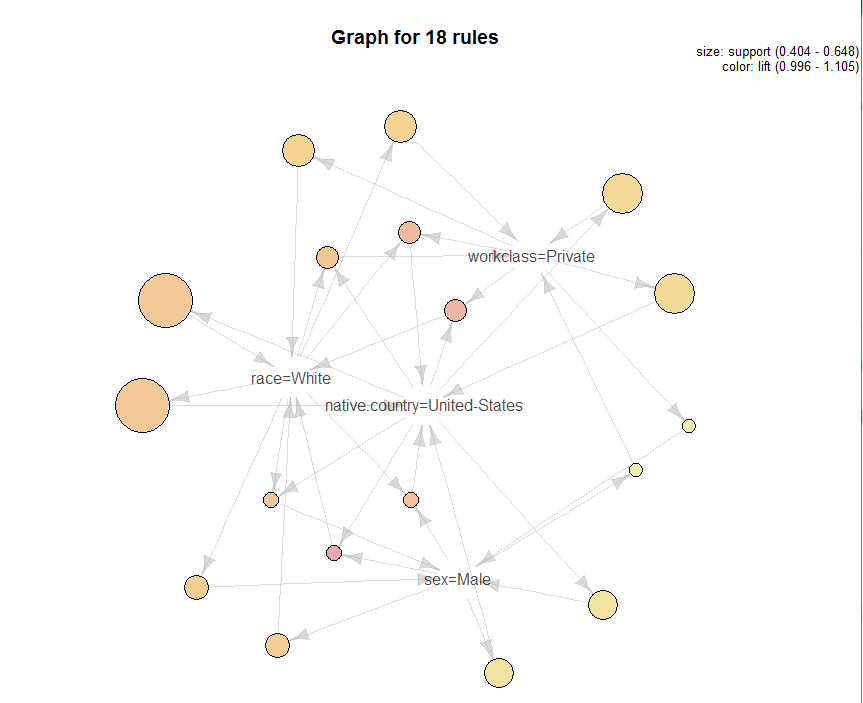 Graph for 18 rules
size: support (0.404 - 0.648)
color: lift (0.996 - 1.105)
workclass=Private
race=White
native.country=United-States
sex=Male